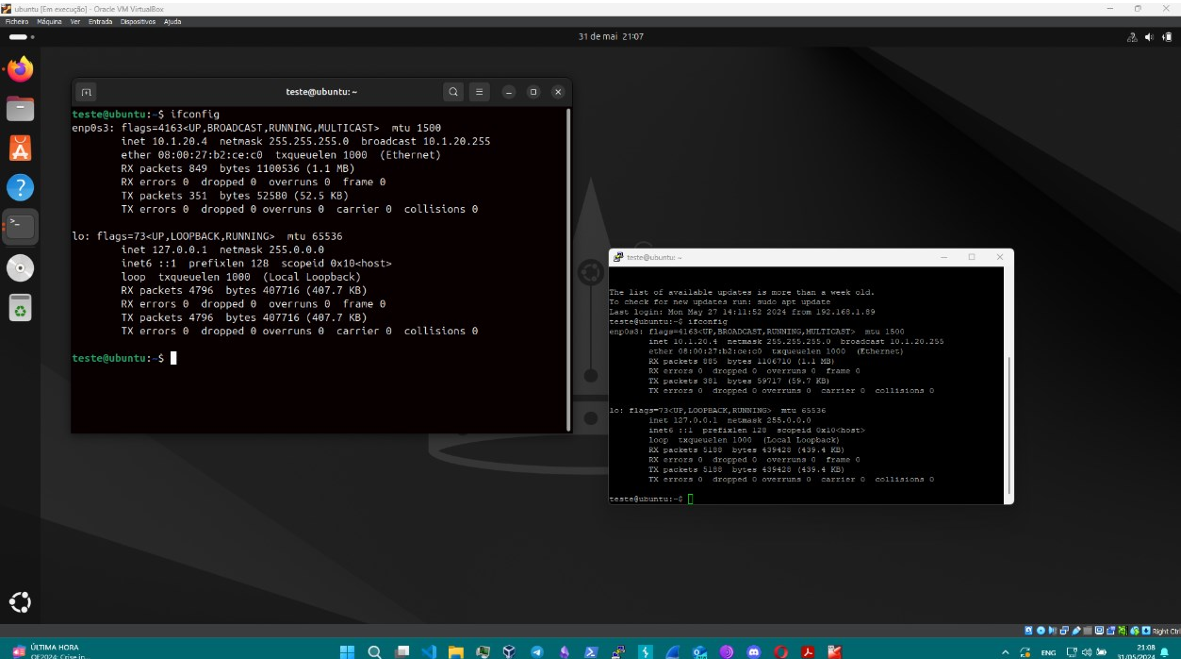 ubuntu [Em execução] - Oracle VM VirtualBox
Ficheiro Máquina Ver Entrada Dispositivos Ajuda
31 de mai 21:07
teste@ubuntu: ~
teste@ubuntu:~$ ifconfig
enp0s3: flags=4163<UP,BROADCAST,RUNNING,MULTICAST> mtu 1500
inet 10.1.20.4 netmask 255.255.255.0 broadcast 10.1.20.255
ether 08:00:27:b2:ce:c0 txqueuelen 1000 (Ethernet)
RX packets 849 bytes 1100536 (1.1 MB)
RX errors 0 dropped 0 overruns 0 frame 0
TX packets 351 bytes 52580 (52.5 KB)
TX errors 0 dropped 0 overruns 0 carrier 0 collisions 0
lo: flags=73<UP,LOOPBACK,RUNNING> mtu 65536
inet 127.0.0.1 netmask 255.0.0.0
inet6 ::1 prefixlen 128 scopeid 0x10<host>
loop txqueuelen 1000 (Local Loopback)
RX packets 4796 bytes 407716 (407.7 KB)
RX errors 0 dropped 0 overruns 0 frame 0
TX packets 4796 bytes 407716 (407.7 KB)
TX errors 0 dropped 0 overruns 0 carrier 0 collisions 0
teste@ubuntu:~$
teste@ubuntu: ~
The list of available updates is more than a week old.
To check for new updates run: sudo apt update
Last login: Mon May 27 14:11:52 2024 from 192.168.1.89
teste@ubuntu:~$ ifconfig
enp0s3: flags=4163<UP,BROADCAST,RUNNING,MULTICAST> mtu 1500
inet 10.1.20.4 netmask 255.255.255.0 broadcast 10.1.20.255
ether 08:00:27:b2:ce:c0 txqueuelen 1000 (Ethernet)
RX packets 885 bytes 1106710 (1.1 MB)
RX errors 0 dropped 0 overruns 0 frame 0
TX packets 381 bytes 59717 (59.7 KB)
TX errors 0 dropped 0 overruns 0 carrier 0 collisions 0
lo: flags=73<UP,LOOPBACK,RUNNING> mtu 65536
inet 127.0.0.1 netmask 255.0.0.0
inet6 ::1 prefixlen 128 scopeid 0x10<host>
loop txqueuelen 1000 (Local Loopback)
RX packets 5188 bytes 439428 (439.4 KB)
RX errors 0 dropped 0 overruns 0 frame 0
TX packets 5188 bytes 439428 (439.4 KB)
TX errors 0 dropped 0 overruns 0 carrier 0 collisions 0
teste@ubuntu:~$
Right Ctrl
ÚLTIMA HORA
OE2024: Crise in...
ENG
21:08
31/05/2024